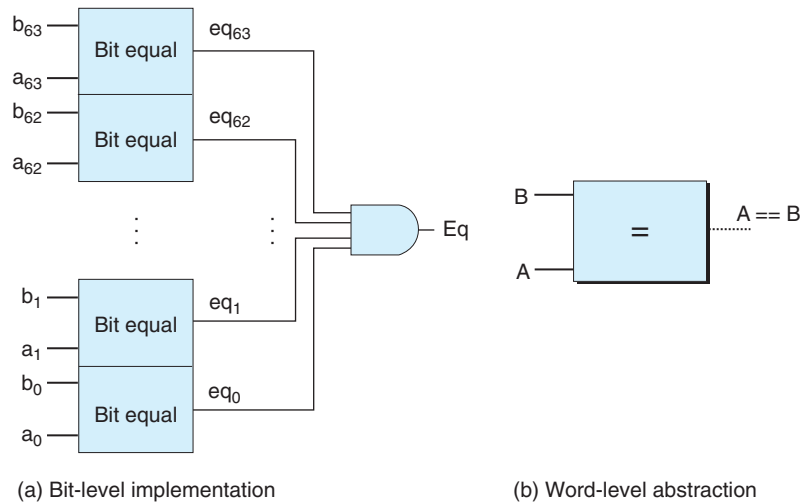 b63
Bit equal
eq63
a63
b62
Bit equal
eq62
a62
⋮
⋮
Eq
b1
Bit equal
eq1
a1
b0
Bit equal
eq0
a0
(a) Bit-level implementation
B
=
A == B
A
(b) Word-level abstraction